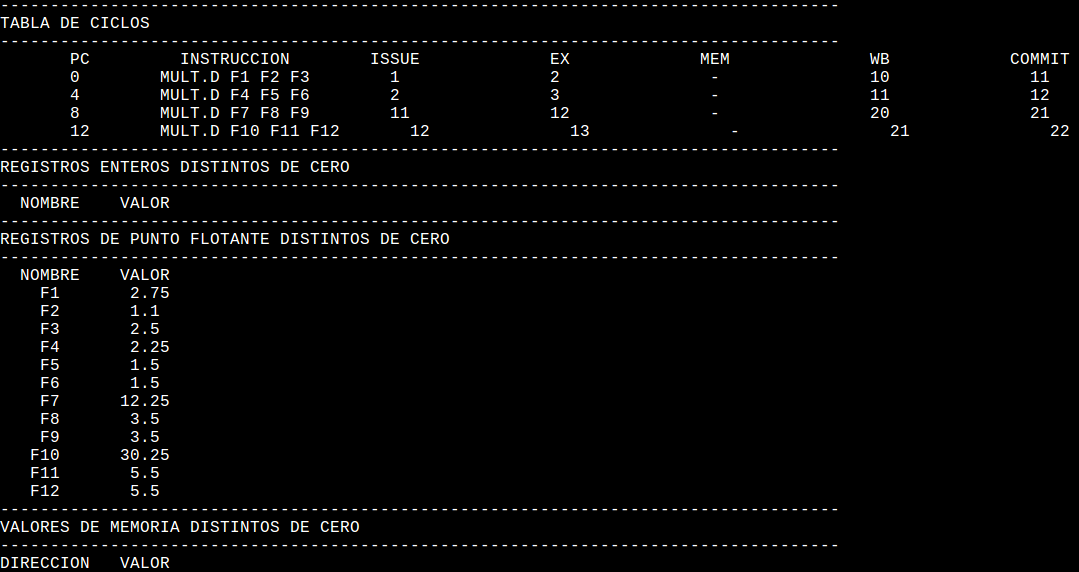 --------------------------------------------------------------------------------
TABLA DE CICLOS
--------------------------------------------------------------------------------
PC INSTRUCCION ISSUE EX MEM WB COMMIT
0 MULT.D F1 F2 F3 1 2 - 10 11
4 MULT.D F4 F5 F6 2 3 - 11 12
8 MULT.D F7 F8 F9 11 12 - 20 21
12 MULT.D F10 F11 F12 12 13 - 21 22
--------------------------------------------------------------------------------
REGISTROS ENTEROS DISTINTOS DE CERO
--------------------------------------------------------------------------------
NOMBRE VALOR
--------------------------------------------------------------------------------
REGISTROS DE PUNTO FLOTANTE DISTINTOS DE CERO
--------------------------------------------------------------------------------
NOMBRE VALOR
F1 2.75
F2 1.1
F3 2.5
F4 2.25
F5 1.5
F6 1.5
F7 12.25
F8 3.5
F9 3.5
F10 30.25
F11 5.5
F12 5.5
--------------------------------------------------------------------------------
VALORES DE MEMORIA DISTINTOS DE CERO
--------------------------------------------------------------------------------
DIRECCION VALOR